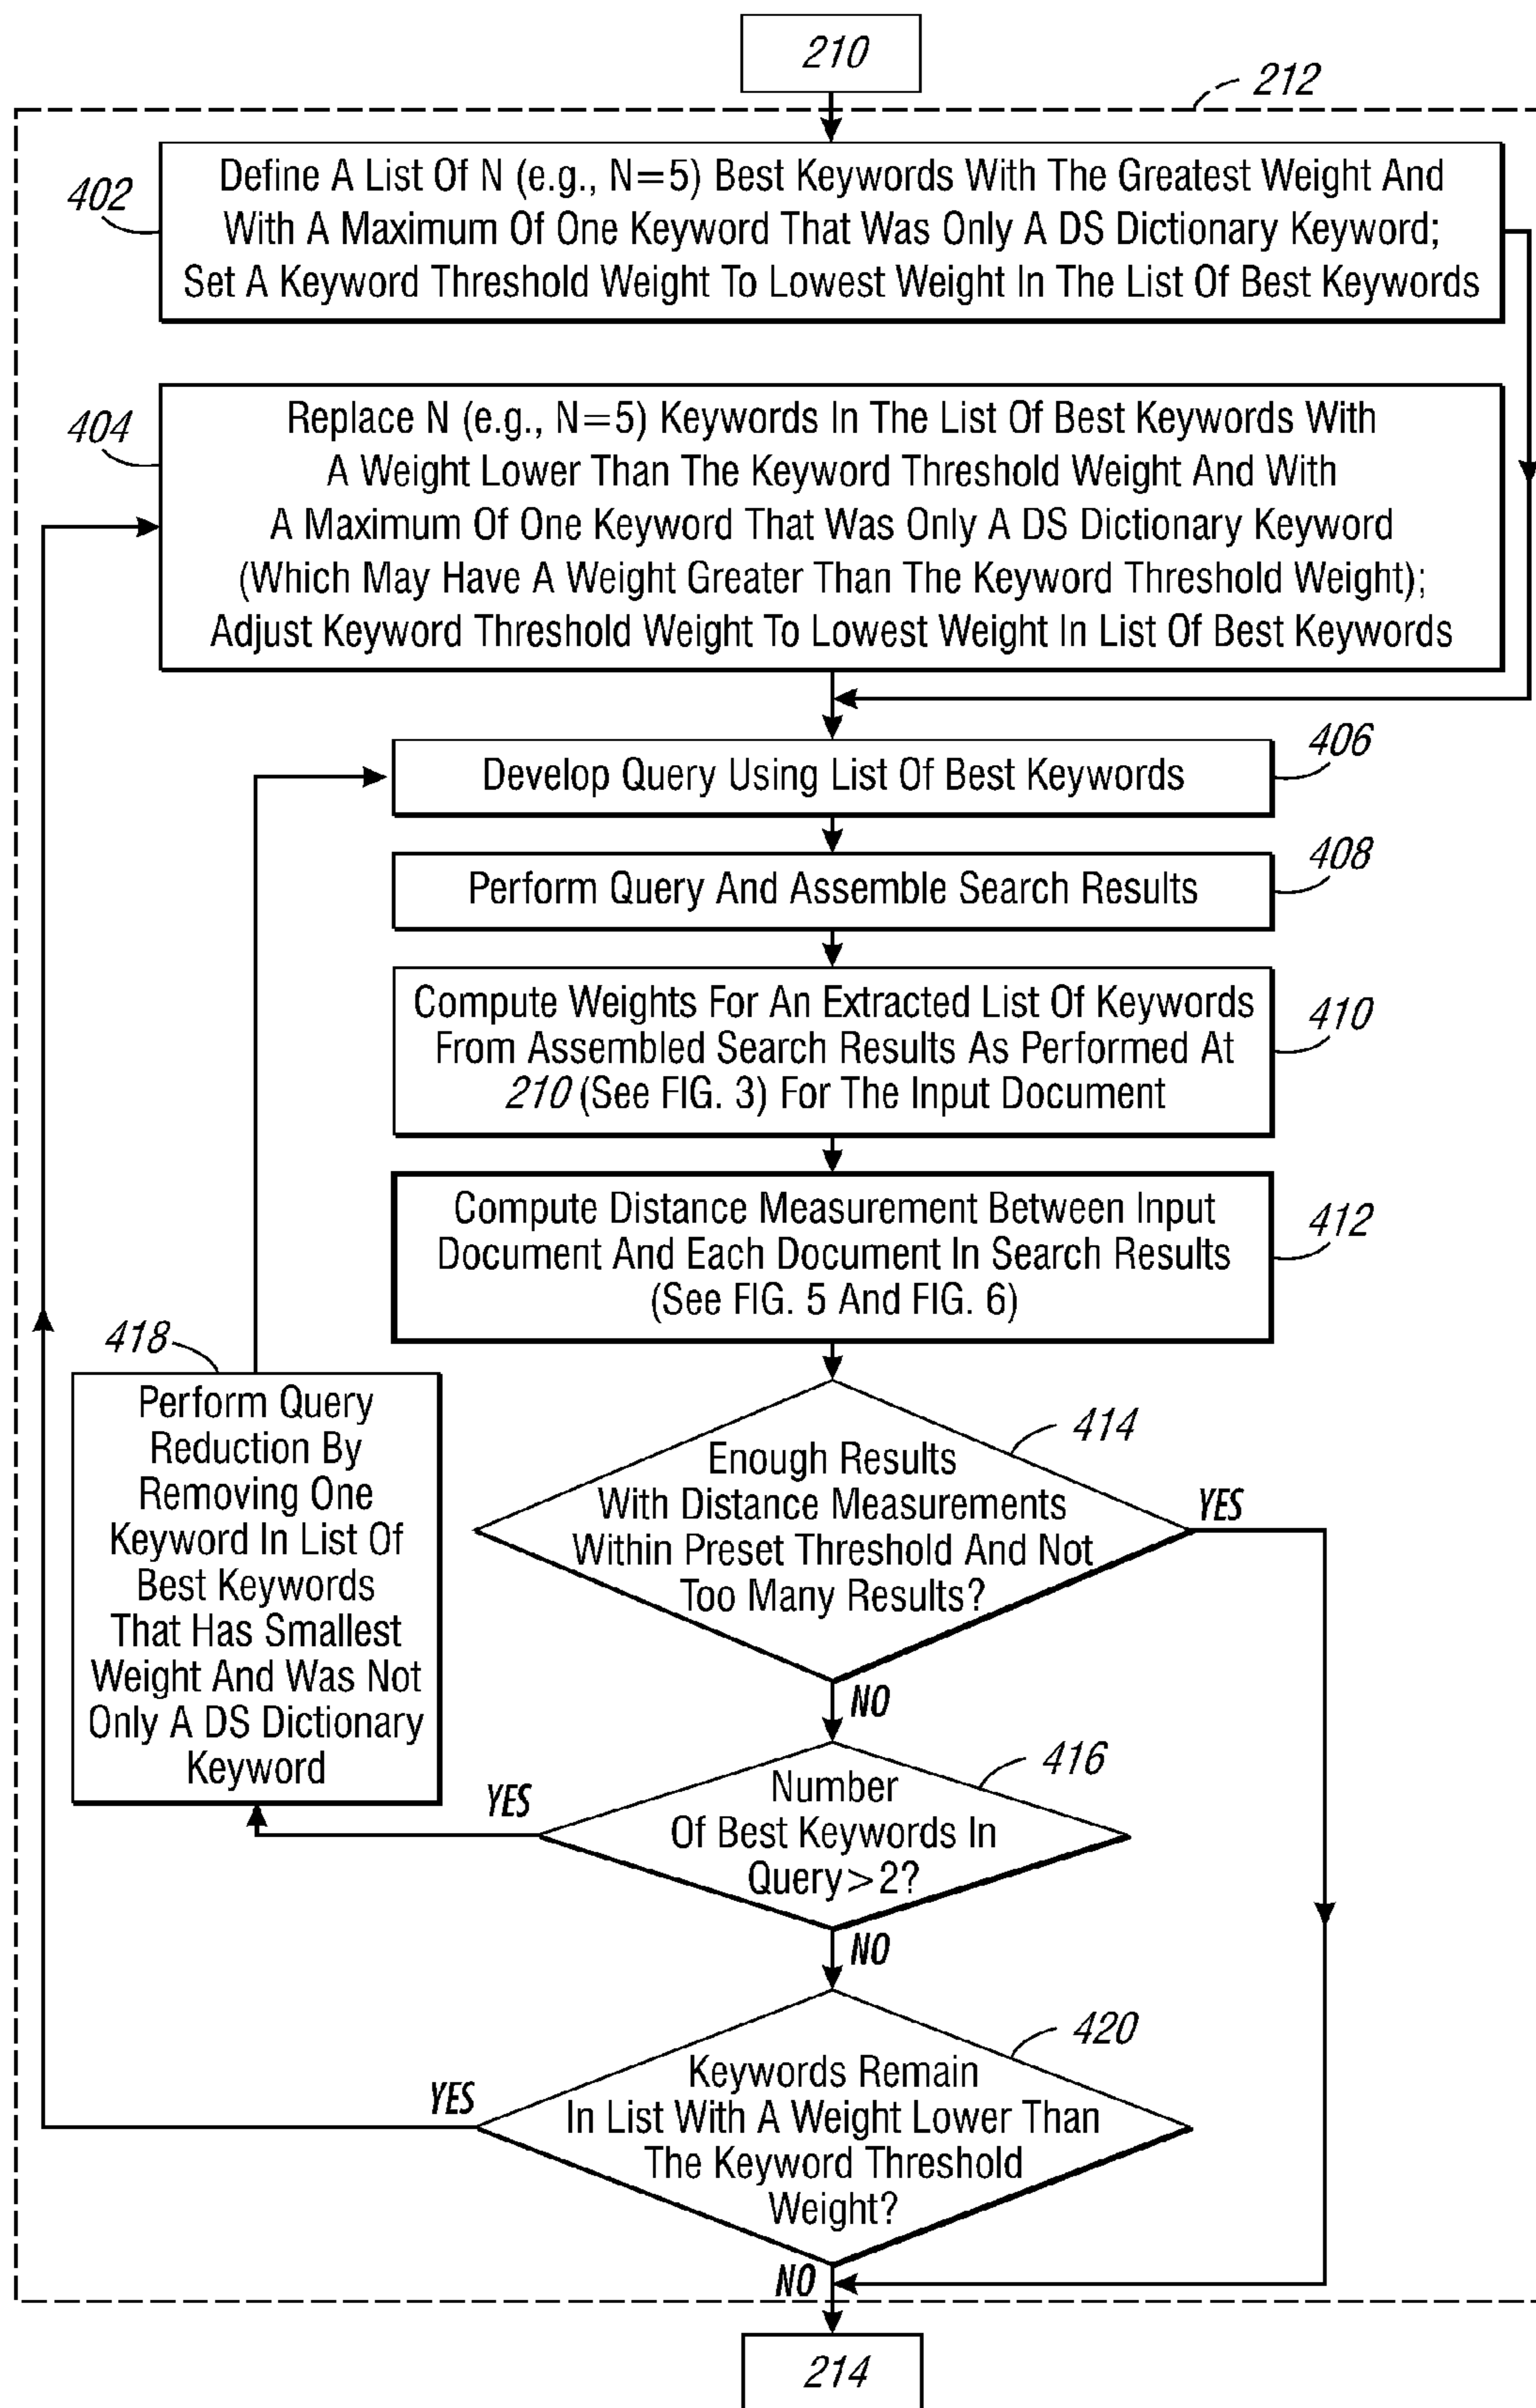 210
212
402
Define A List Of N (e.g., N=5) Best Keywords With The Greatest Weight And
With A Maximum Of One Keyword That Was Only A DS Dictionary Keyword;
Set A Keyword Threshold Weight To Lowest Weight In The List Of Best Keywords
404
Replace N (e.g., N=5) Keywords In The List Of Best Keywords With
A Weight Lower Than The Keyword Threshold Weight And With
A Maximum Of One Keyword That Was Only A DS Dictionary Keyword
(Which May Have A Weight Greater Than The Keyword Threshold Weight);
Adjust Keyword Threshold Weight To Lowest Weight In List Of Best Keywords
406
Develop Query Using List Of Best Keywords
408
Perform Query And Assemble Search Results
410
Compute Weights For An Extracted List Of Keywords
From Assembled Search Results As Performed At
210 (See FIG. 3) For The Input Document
412
Compute Distance Measurement Between Input
Document And Each Document In Search Results
(See FIG. 5 And FIG. 6)
418
Perform Query
Reduction By
Removing One
Keyword In List Of
Best Keywords
That Has Smallest
Weight And Was Not
Only A DS Dictionary
Keyword
414
Enough Results
With Distance Measurements
Within Preset Threshold And Not
Too Many Results?
YES
NO
416
Number
Of Best Keywords In
Query>2?
YES
NO
420
Keywords Remain
In List With A Weight Lower Than
The Keyword Threshold
Weight?
YES
NO
214